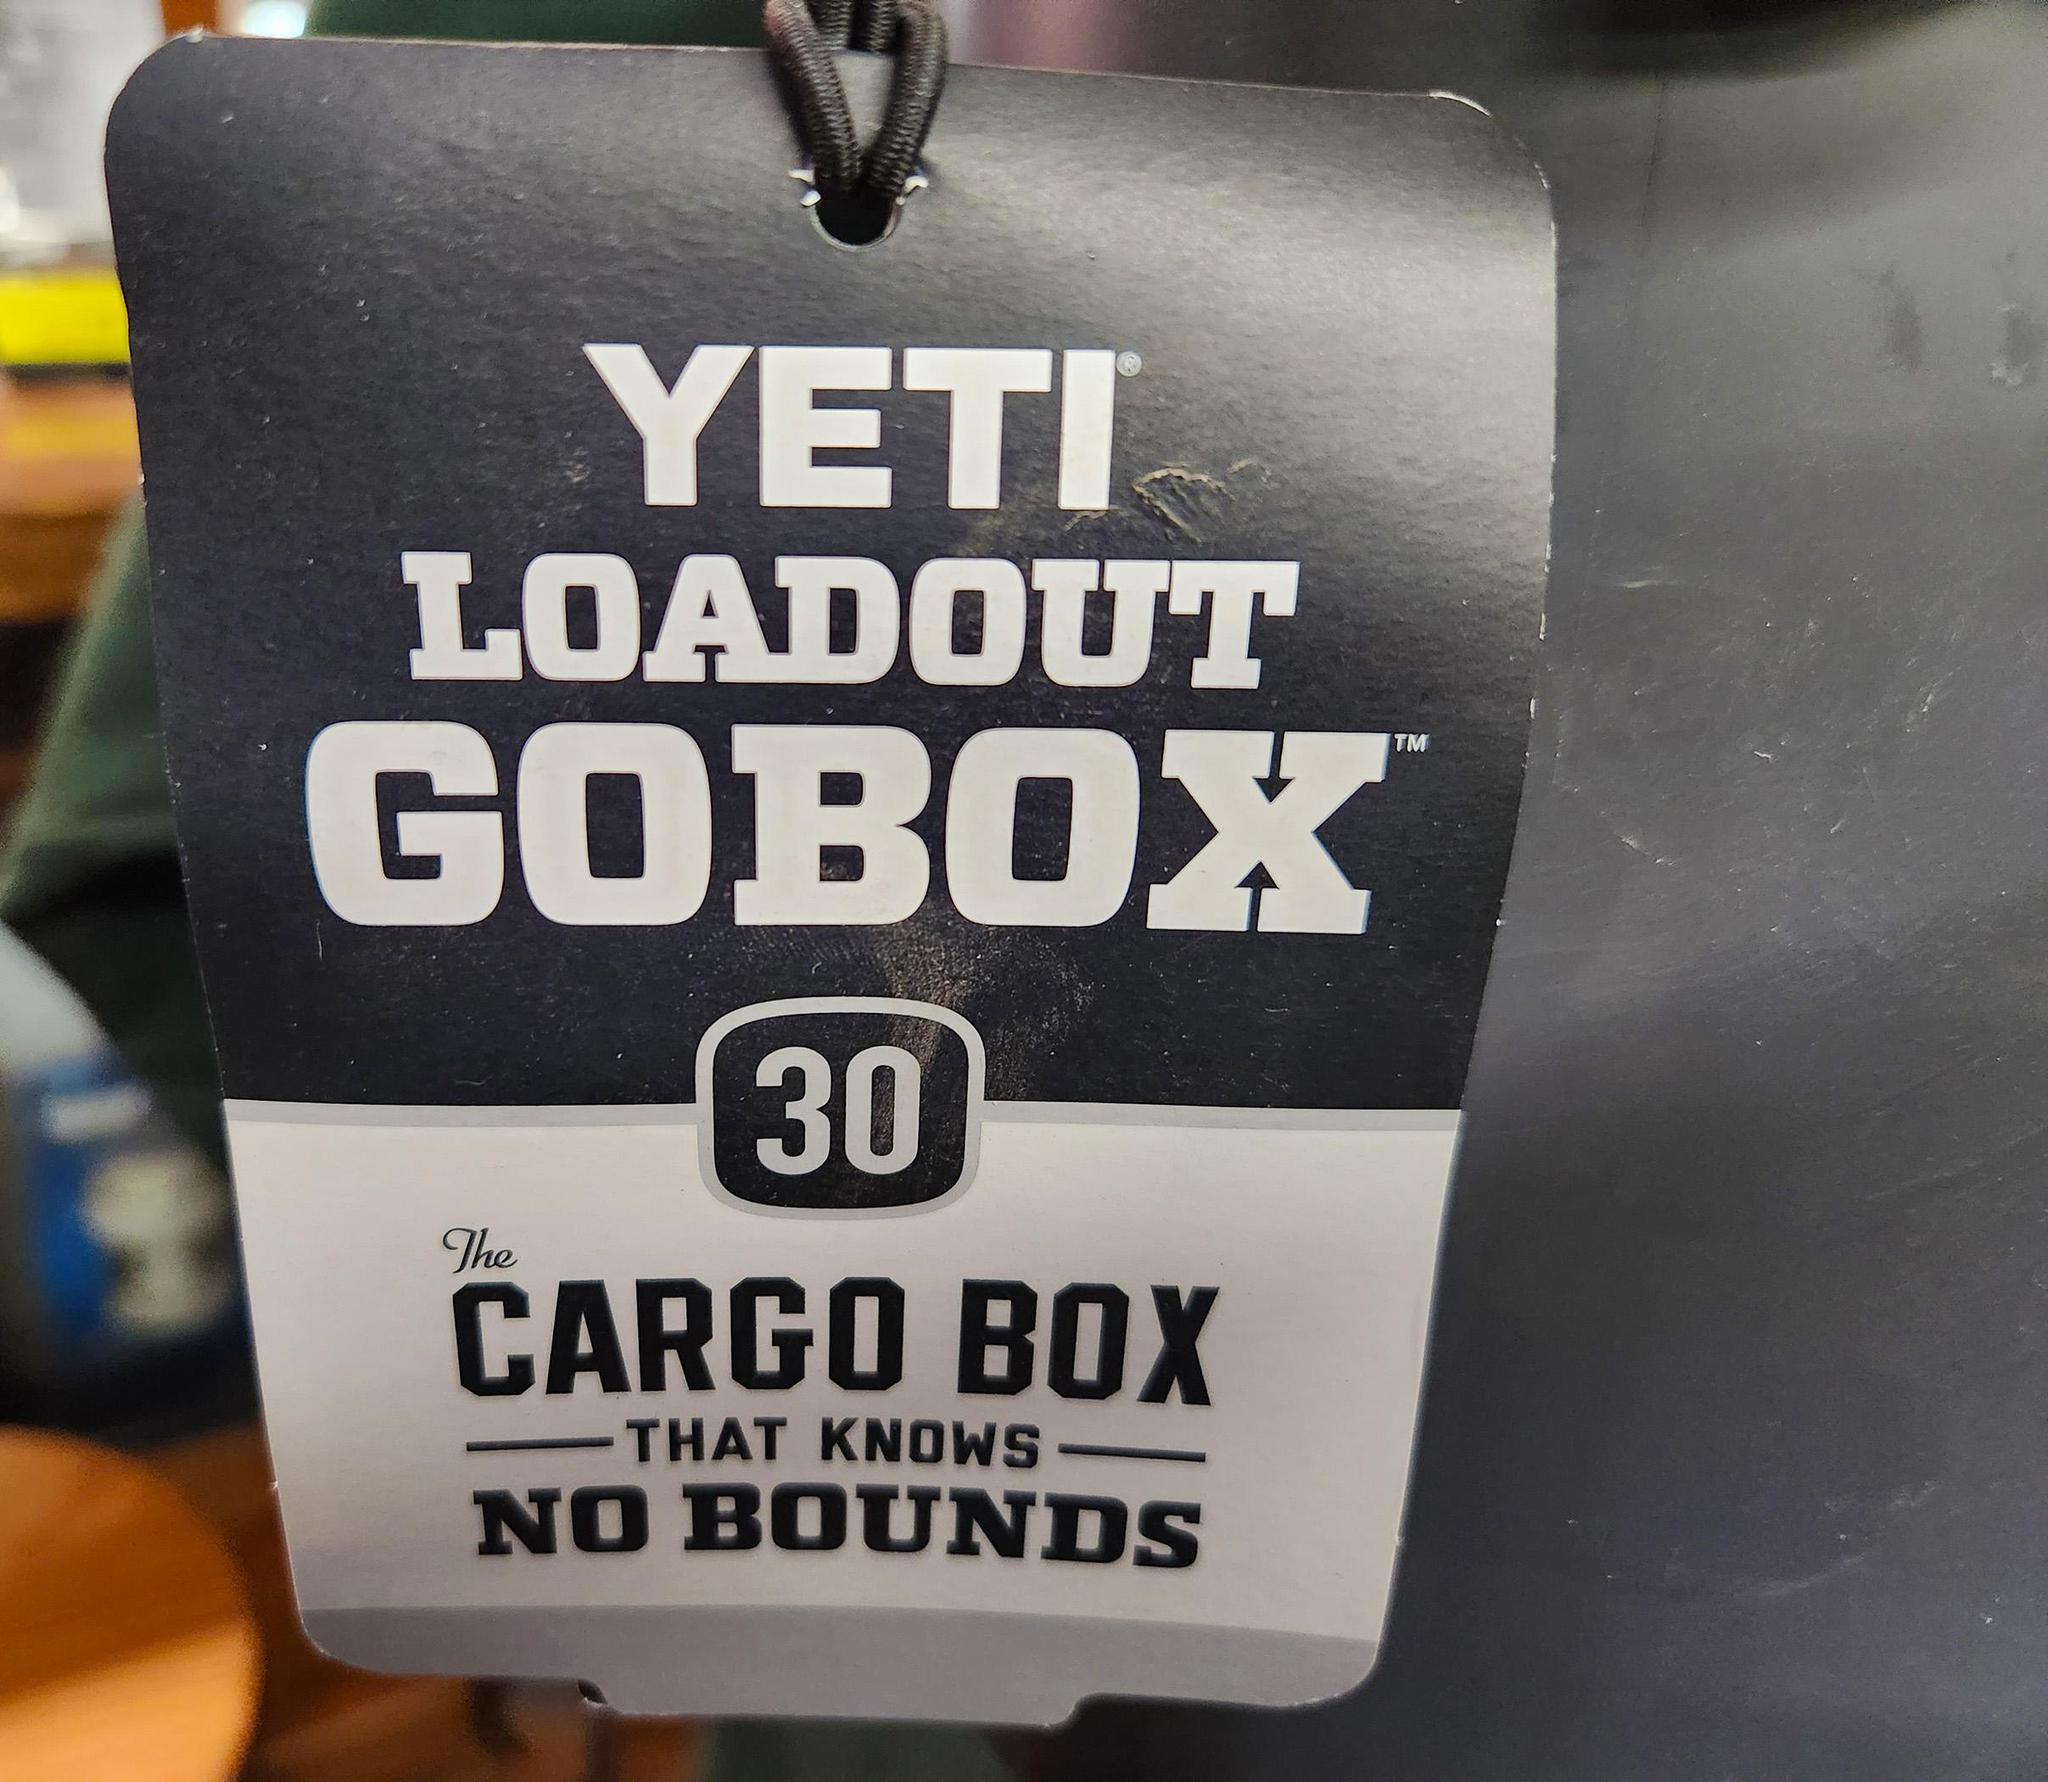 YETI®
LOADOUT
GOBOX™
30
The
CARGO BOX
THAT KNOWS
NO BOUNDS